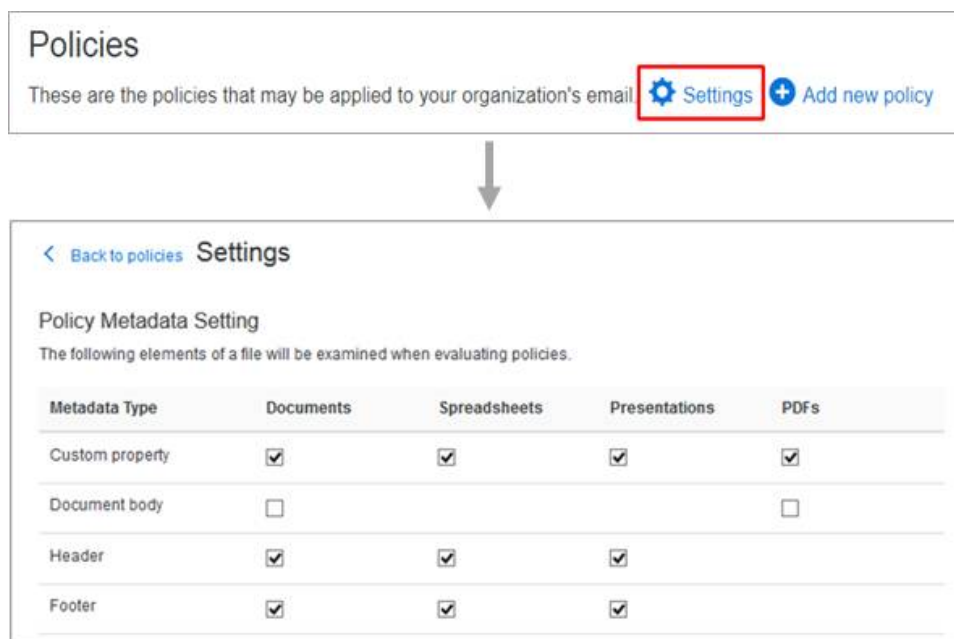 Policies
These are the policies that may be applied to your organization's email. Settings Add new policy
Back to policies Settings
Policy Metadata Setting
The following elements of a file will be examined when evaluating policies.
Metadata Type Documents Spreadsheets Presentations PDFs
Custom property
Document body
Header
Footer